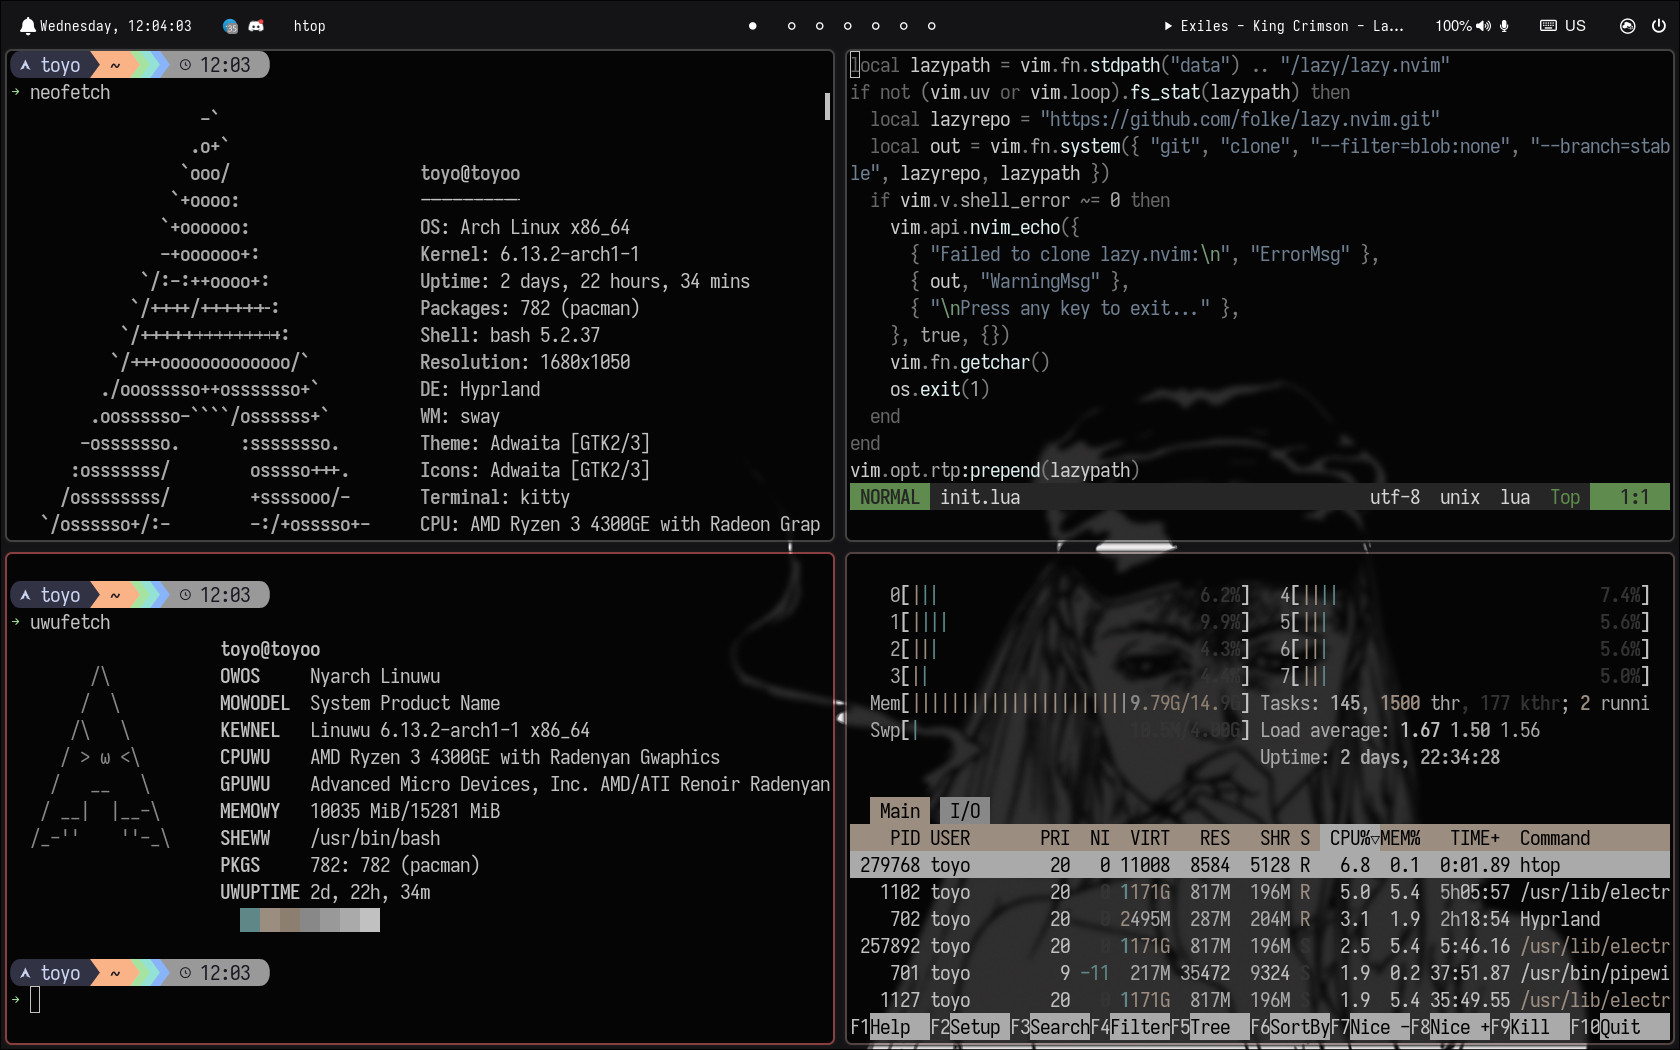 Wednesday, 12:04:03 35 htop Exiles - King Crimson - La... 100% US
toyo ~ 12:03
→ neofetch
-`
.o+`
`ooo/ toyo@toyoo
`+oooo: ----------
`+oooooo: OS: Arch Linux x86_64
-+oooooo+: Kernel: 6.13.2-arch1-1
`/:-:++oooo+: Uptime: 2 days, 22 hours, 34 mins
`/++++/+++++++: Packages: 782 (pacman)
`/++++++++++++++: Shell: bash 5.2.37
`/+++ooooooooooooo/` Resolution: 1680x1050
./ooosssso++osssssso+` DE: Hyprland
.oossssso-````/ossssss+` WM: sway
-osssssso. :ssssssso. Theme: Adwaita [GTK2/3]
:osssssss/ osssso+++. Icons: Adwaita [GTK2/3]
/ossssssss/ +ssssooo/- Terminal: kitty
`/ossssso+/:- -:/+osssso+- CPU: AMD Ryzen 3 4300GE with Radeon Grap
local lazypath = vim.fn.stdpath("data") .. "/lazy/lazy.nvim"
if not (vim.uv or vim.loop).fs_stat(lazypath) then
local lazyrepo = "https://github.com/folke/lazy.nvim.git"
local out = vim.fn.system({ "git", "clone", "--filter=blob:none", "--branch=stab
le", lazyrepo, lazypath })
if vim.v.shell_error ~= 0 then
vim.api.nvim_echo({
{ "Failed to clone lazy.nvim:\n", "ErrorMsg" },
{ out, "WarningMsg" },
{ "\nPress any key to exit..." },
}, true, {})
vim.fn.getchar()
os.exit(1)
end
end
vim.opt.rtp:prepend(lazypath)
NORMAL init.lua utf-8 unix lua Top 1:1
toyo ~ 12:03
→ uwufetch
toyo@toyoo
OWOS Nyarch Linuwu
/\
MOWODEL System Product Name
/ \
KEWNEL Linuwu 6.13.2-arch1-1 x86_64
/\ \
CPUWU AMD Ryzen 3 4300GE with Radenyan Gwaphics
/ > ω <\
GPUWU Advanced Micro Devices, Inc. AMD/ATI Renoir Radenyan
/ __ \
MEMOWY 10035 MiB/15281 MiB
/ __| |__-\
SHEWW /usr/bin/bash
/_-'' ''-_\
PKGS 782: 782 (pacman)
UWUPTIME 2d, 22h, 34m
toyo ~ 12:03
→
0[||| 6.2%] 4[|||| 7.4%]
1[|||| 9.9%] 5[||| 5.6%]
2[||| 4.3%] 6[||| 5.6%]
3[|| 4.4%] 7[||| 5.0%]
Mem[||||||||||||||||||||||9.79G/14.9G] Tasks: 145, 1500 thr, 177 kthr; 2 runni
Swp[| 10.5M/4.00G] Load average: 1.67 1.50 1.56
Uptime: 2 days, 22:34:28
Main I/O
PID USER PRI NI VIRT RES SHR S CPU%▽MEM% TIME+ Command
279768 toyo 20 0 11008 8584 5128 R 6.8 0.1 0:01.89 htop
1102 toyo 20 0 1171G 817M 196M R 5.0 5.4 5h05:57 /usr/lib/electr
702 toyo 20 0 2495M 287M 204M R 3.1 1.9 2h18:54 Hyprland
257892 toyo 20 0 1171G 817M 196M S 2.5 5.4 5:46.16 /usr/lib/electr
701 toyo 9 -11 217M 35472 9324 S 1.9 0.2 37:51.87 /usr/bin/pipewi
1127 toyo 20 0 1171G 817M 196M S 1.9 5.4 35:49.55 /usr/lib/electr
F1Help F2Setup F3SearchF4FilterF5Tree F6SortByF7Nice -F8Nice +F9Kill F10Quit